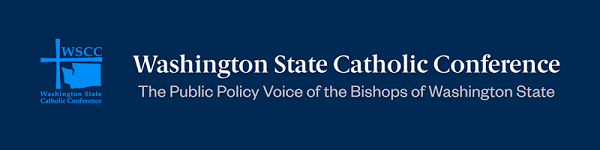 WSCC
Washington State
Catholic Conference
Washington State Catholic Conference
The Public Policy Voice of the Bishops of Washington State